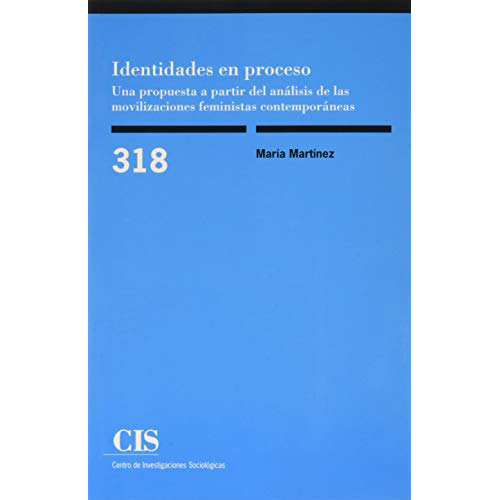 Identidades en proceso
Una propuesta a partir del análisis de las
movilizaciones feministas contemporáneas
318
María Martínez
CIS
Centro de Investigaciones Sociológicas